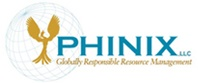 PHINIX, LLC
Globally Responsible Resource Management